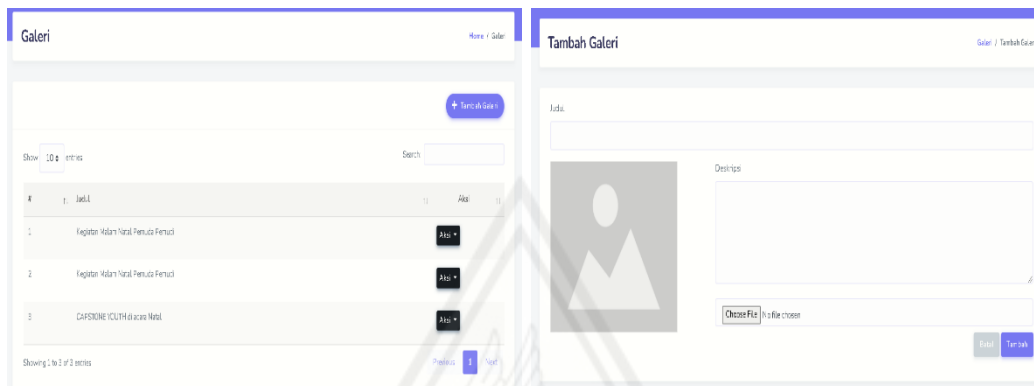 Galeri
Home / Galeri
+ Tambah Galeri
Show 10 entries
Search:
# Judul Aksi
1 Kegiatan Malam Natal Pemuda Pemudi Aksi
2 Kegiatan Malam Natal Pemuda Pemudi Aksi
3 CAPSTONE YOUTH di acara Natal Aksi
Showing 1 to 3 of 3 entries
Previous 1 Next
Tambah Galeri
Galeri / Tambah Galeri
Judul
Deskripsi
Choose File No file chosen
Batal Tambah